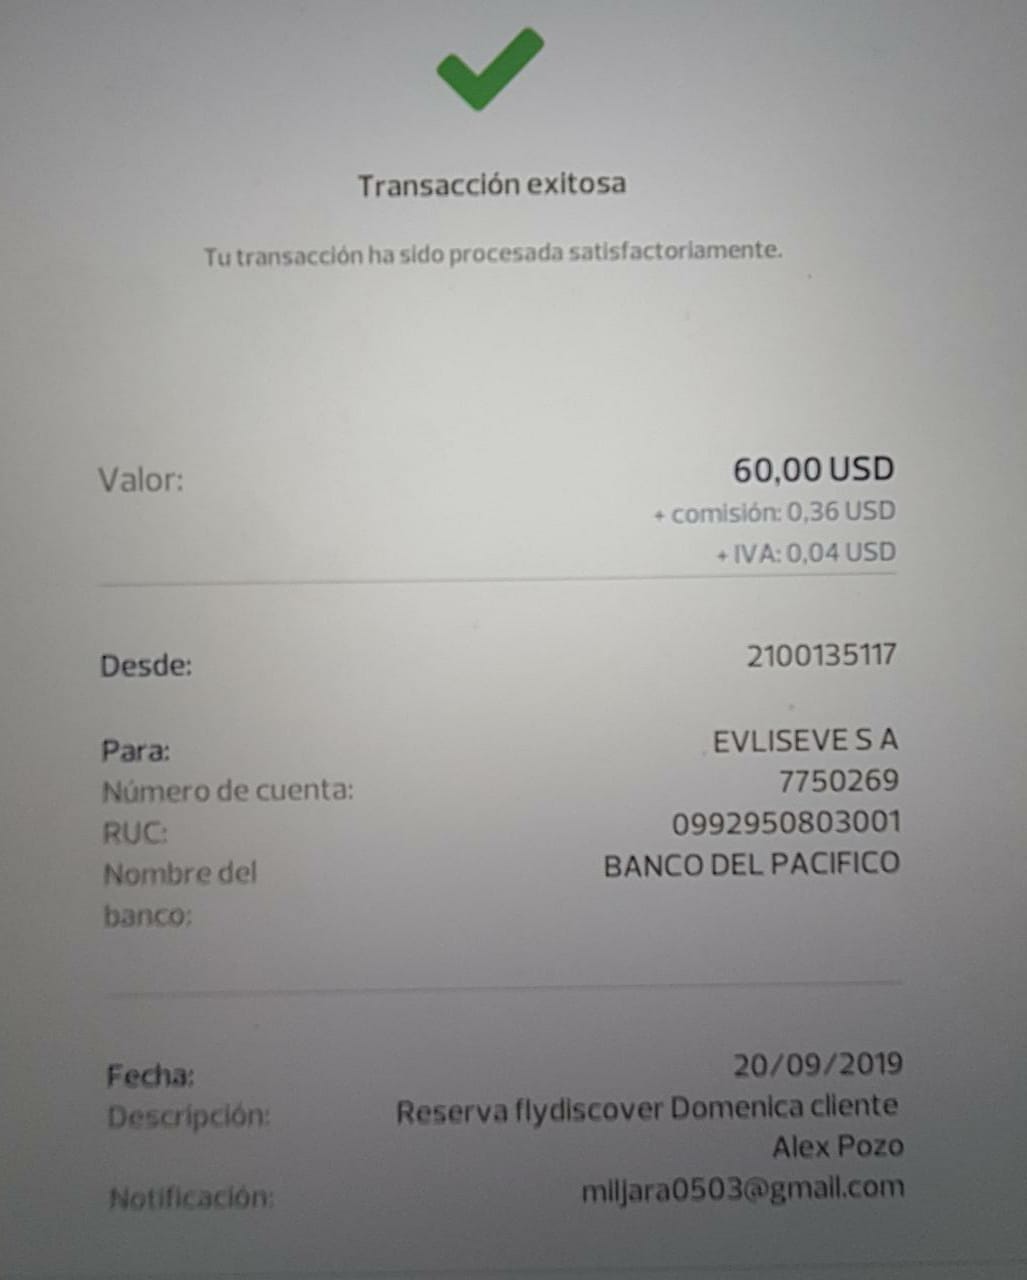 Transacción exitosa
Tu transacción ha sido procesada satisfactoriamente.
Valor: 60,00 USD
+ comisión: 0,36 USD
+ IVA: 0,04 USD
Desde: 2100135117
Para: EVLISEVE S A
Número de cuenta: 7750269
RUC: 0992950803001
Nombre del banco: BANCO DEL PACIFICO
Fecha: 20/09/2019
Descripción: Reserva flydiscover Domenica cliente
Alex Pozo
Notificación: miljara0503@gmail.com